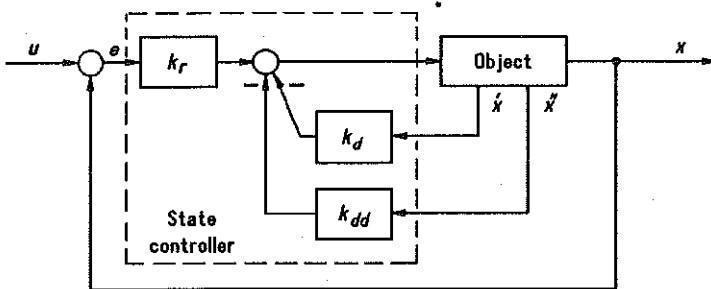 u
e
k_r
Object
x
x'
x''
k_d
k_dd
State
controller